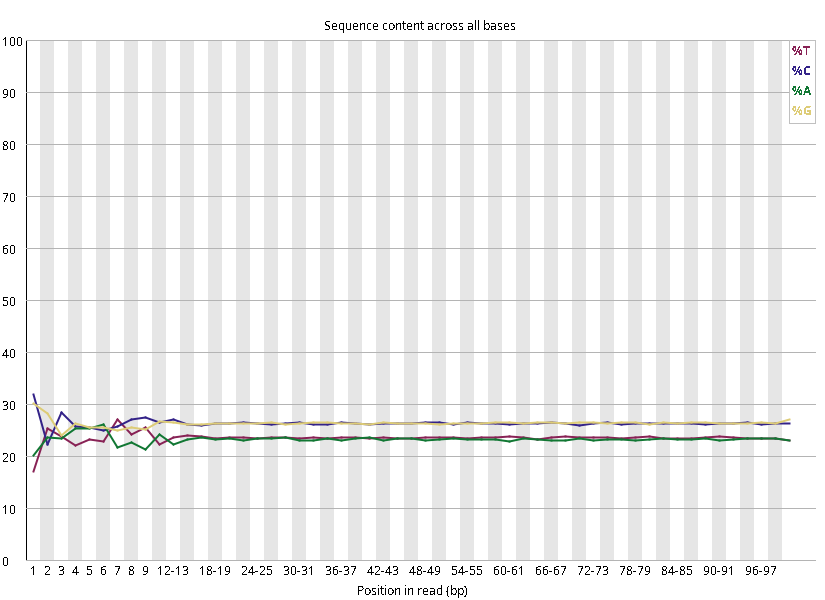 Sequence content across all bases
100
90
80
70
60
50
40
30
20
10
0
%T
%C
%A
%G
1 2 3 4 5 6 7 8 9 12-13 18-19 24-25 30-31 36-37 42-43 48-49 54-55 60-61 66-67 72-73 78-79 84-85 90-91 96-97
Position in read (bp)